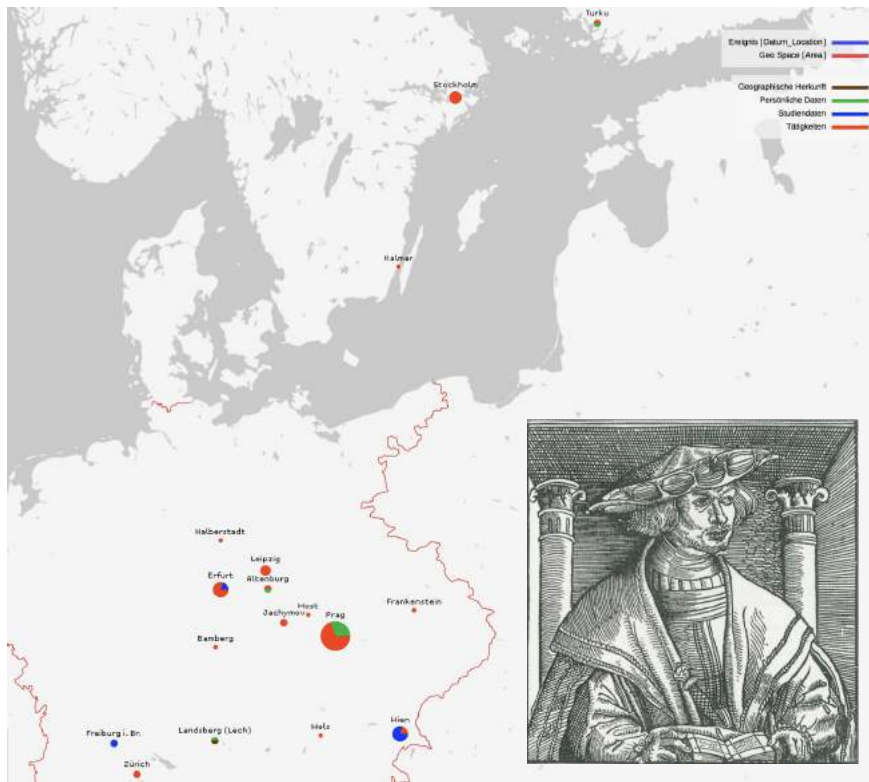 Turku
Ereignis [Datum_Location]
Geo Space [Area]
Stockholm
Geographische Herkunft
Persönliche Daten
Studiendaten
Tätigkeiten
Kalmar
Halberstadt
Leipzig
Erfurt
Altenburg
Most
Frankenstein
Jachymov
Prag
Bamberg
Wien
Freiburg i. Br.
Landsberg (Lech)
Wels
Zürich